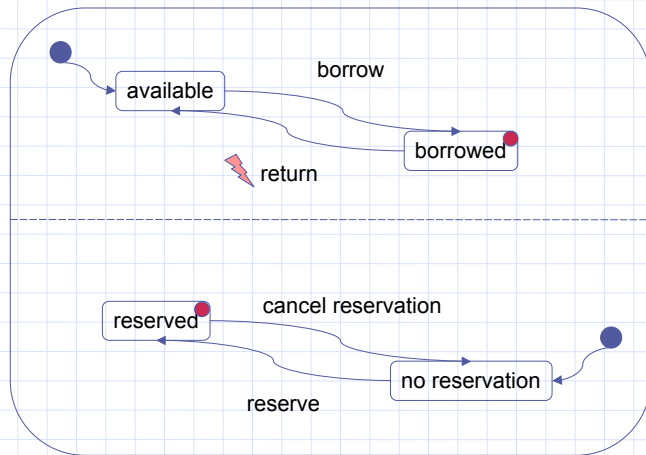 borrow
available
borrowed
return
cancel reservation
reserved
no reservation
reserve